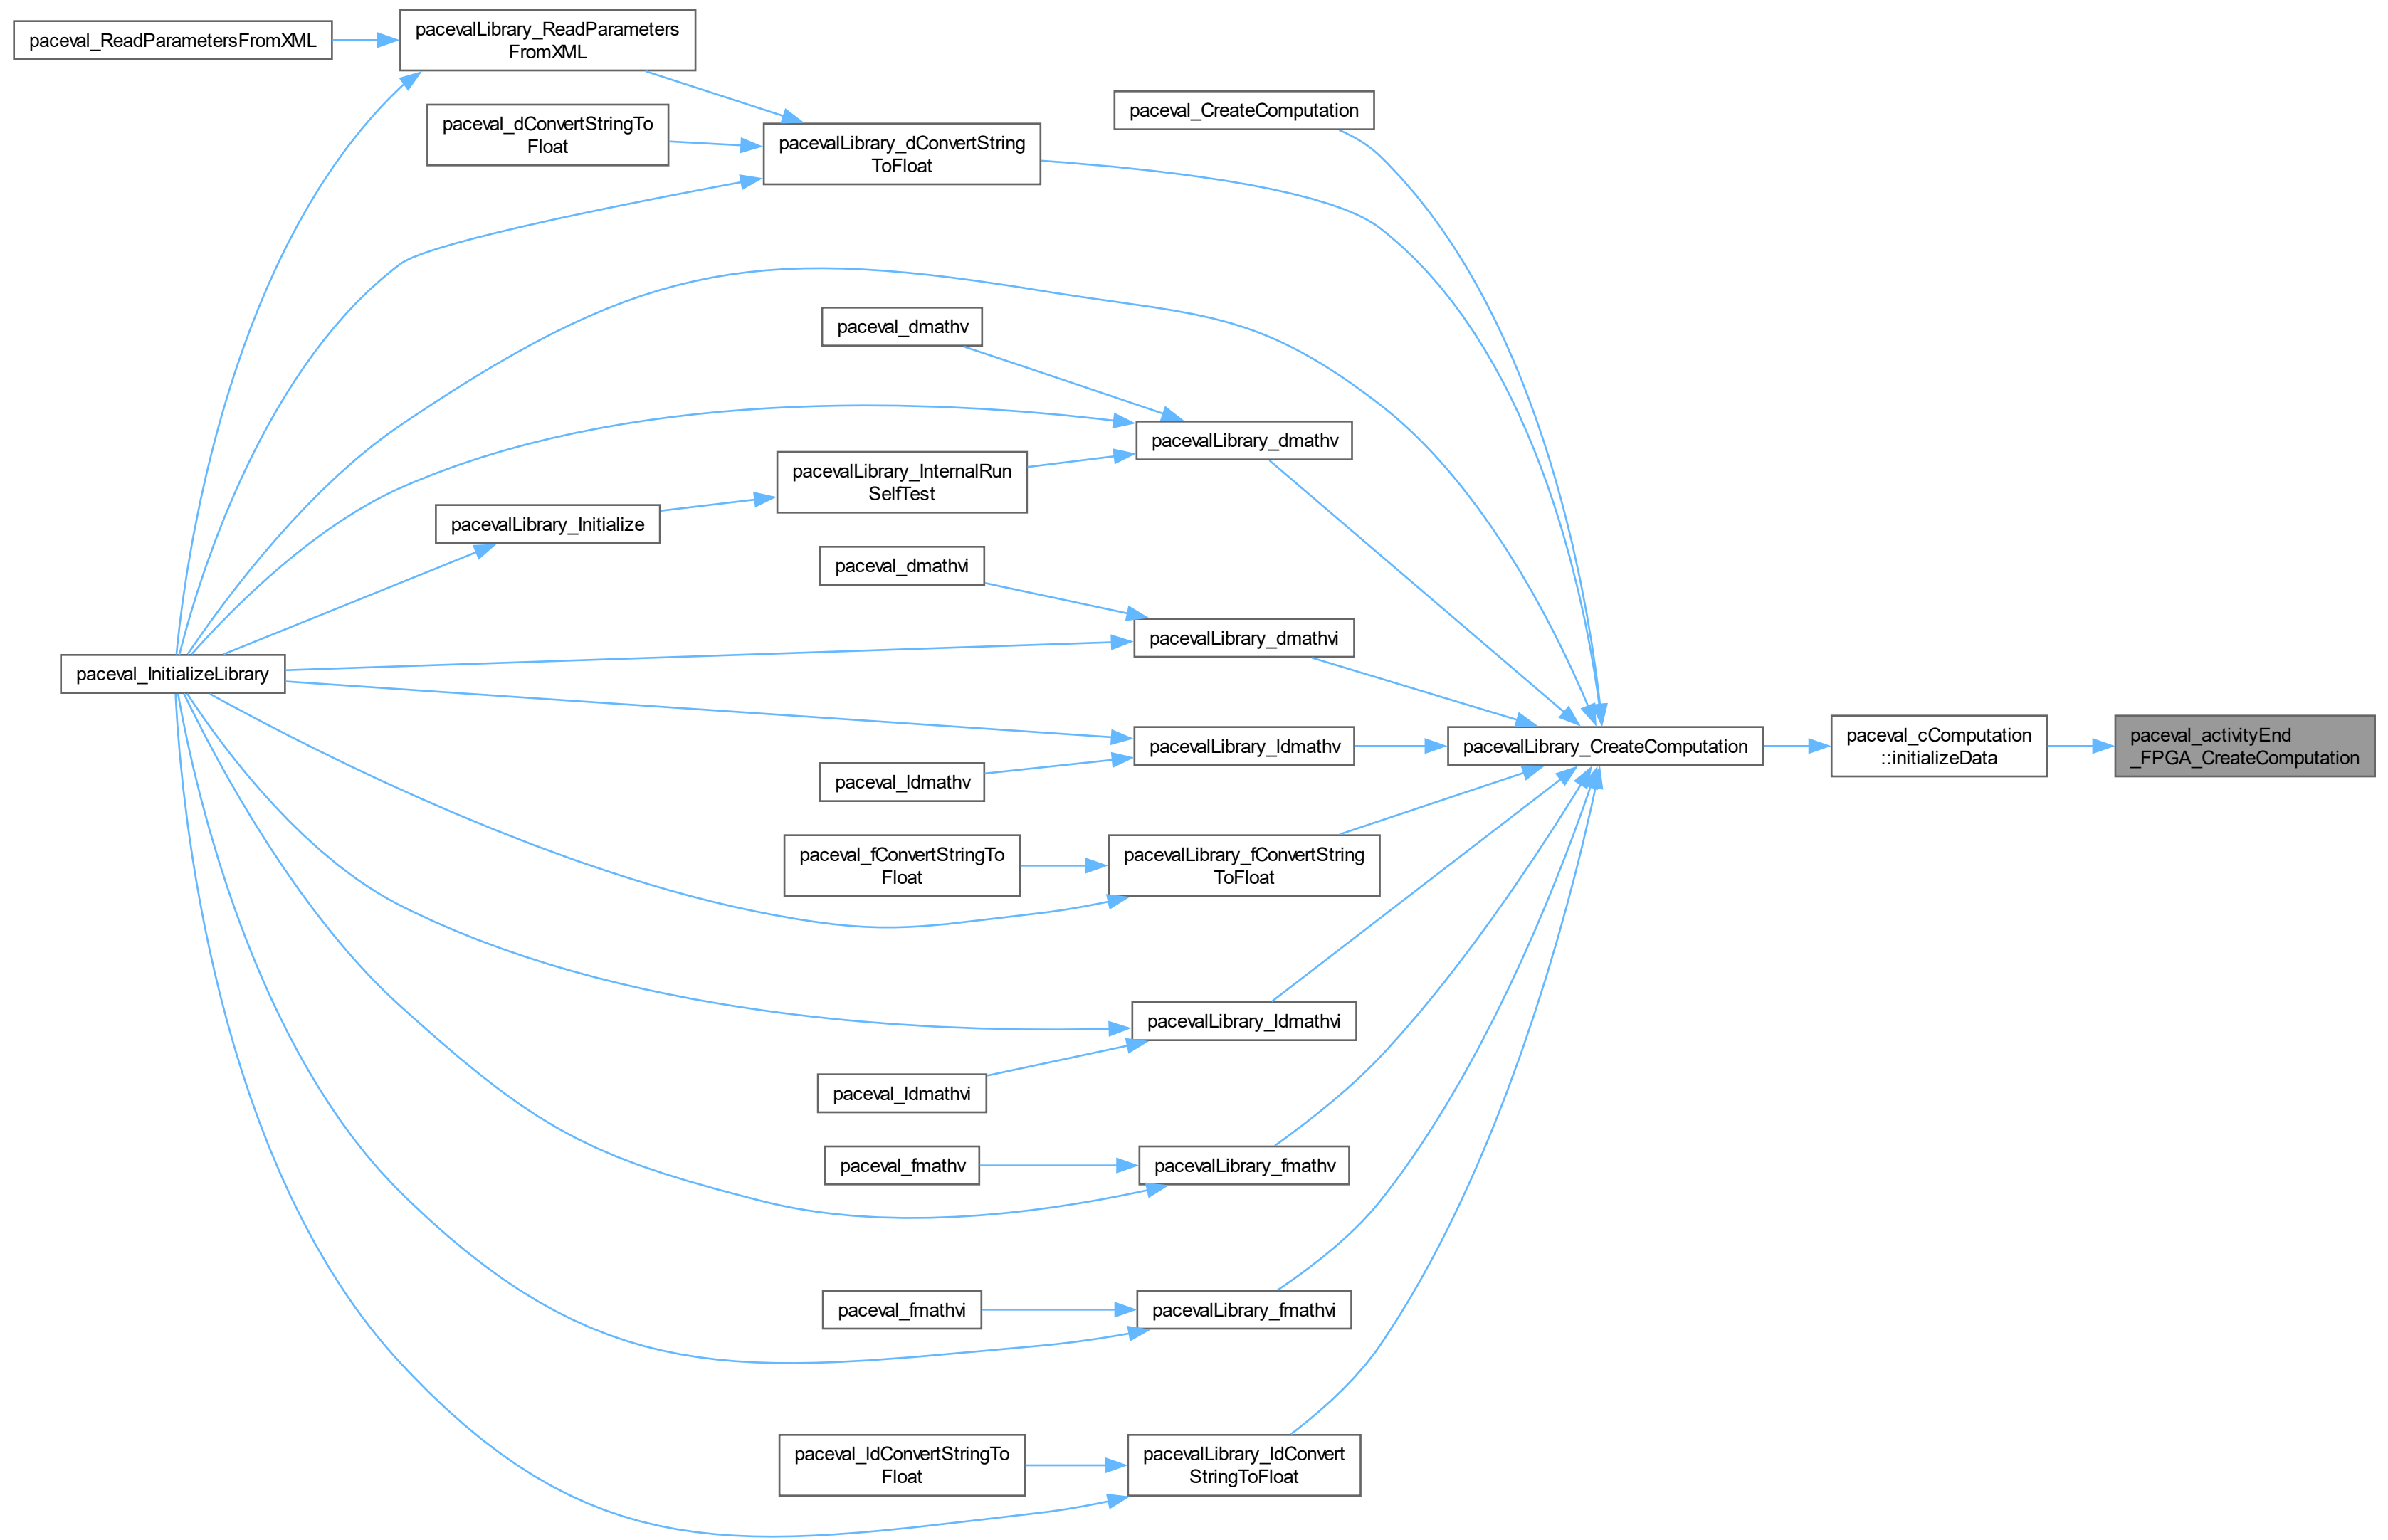 paceval_ReadParametersFromXML
pacevalLibrary_ReadParameters
FromXML
paceval_CreateComputation
paceval_dConvertStringTo
Float
pacevalLibrary_dConvertString
ToFloat
paceval_dmathv
pacevalLibrary_dmathv
pacevalLibrary_InternalRun
SelfTest
pacevalLibrary_Initialize
paceval_dmathvi
pacevalLibrary_dmathvi
paceval_InitializeLibrary
pacevalLibrary_ldmathv
paceval_ldmathv
pacevalLibrary_CreateComputation
paceval_cComputation
::initializeData
paceval_activityEnd
_FPGA_CreateComputation
paceval_fConvertStringTo
Float
pacevalLibrary_fConvertString
ToFloat
pacevalLibrary_ldmathvi
paceval_ldmathvi
paceval_fmathv
pacevalLibrary_fmathv
paceval_fmathvi
pacevalLibrary_fmathvi
paceval_ldConvertStringTo
Float
pacevalLibrary_ldConvert
StringToFloat